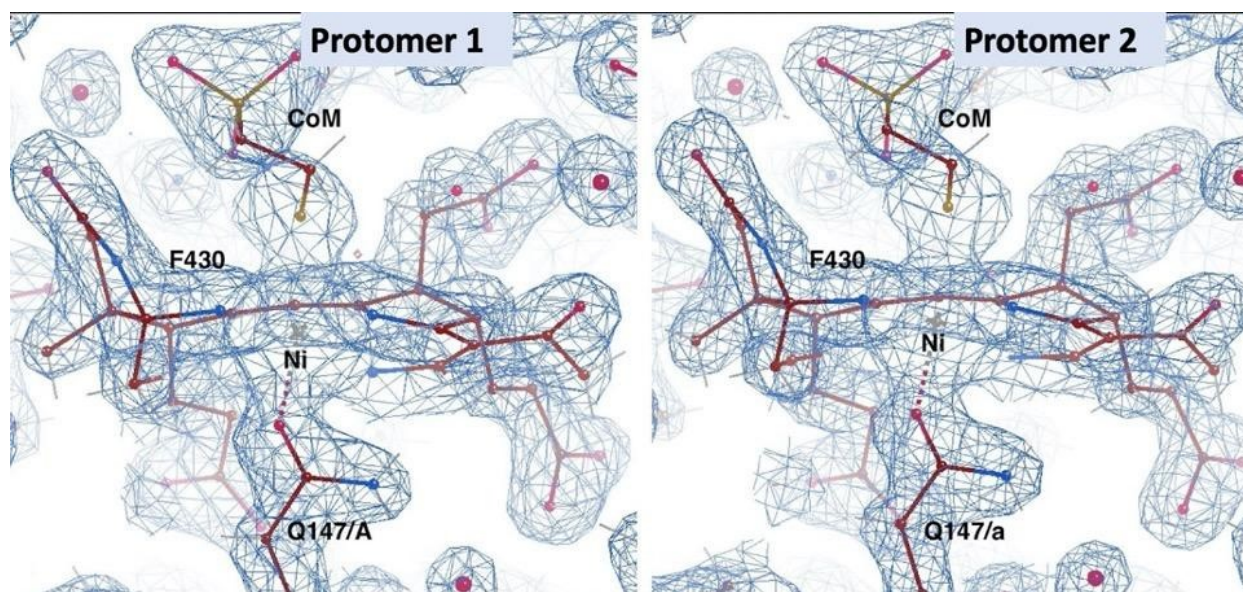 Protomer 1
CoM
F430
Ni
Q147/A
Protomer 2
CoM
F430
Ni
Q147/a